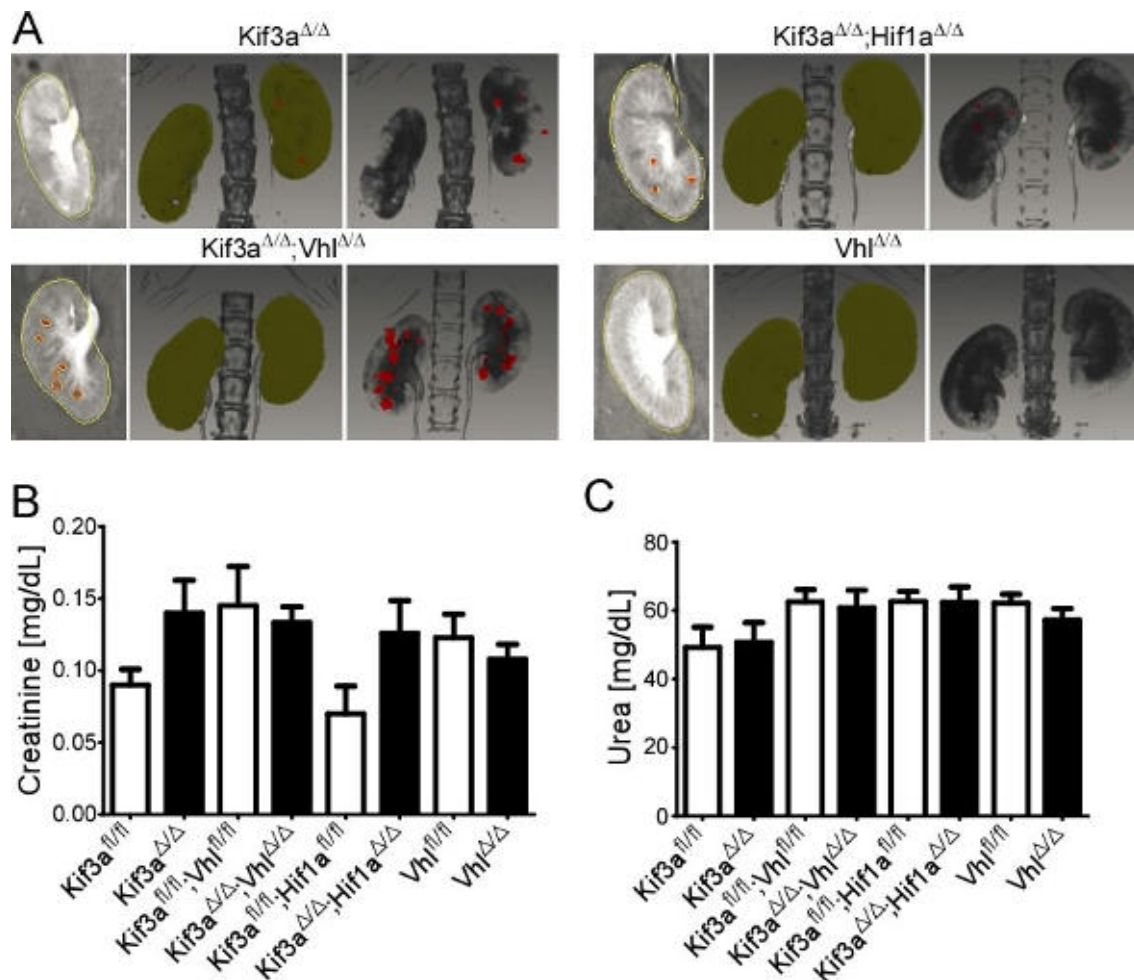 A
Kif3aΔ/Δ
Kif3aΔ/Δ;Hif1aΔ/Δ
Kif3aΔ/Δ;VhlΔ/Δ
VhlΔ/Δ
B
Creatinine [mg/dL]
0.20
0.15
0.10
0.05
0.00
Kif3afl/fl
Kif3aΔ/Δ
Kif3afl/fl;Vhlfl/fl
Kif3aΔ/Δ;VhlΔ/Δ
Kif3afl/fl;Hif1afl/fl
Kif3aΔ/Δ;Hif1aΔ/Δ
Vhlfl/fl
VhlΔ/Δ
C
Urea [mg/dL]
80
60
40
20
0
Kif3afl/fl
Kif3aΔ/Δ
Kif3afl/fl;Vhlfl/fl
Kif3aΔ/Δ;VhlΔ/Δ
Kif3afl/fl;Hif1afl/fl
Kif3aΔ/Δ;Hif1aΔ/Δ
Vhlfl/fl
VhlΔ/Δ